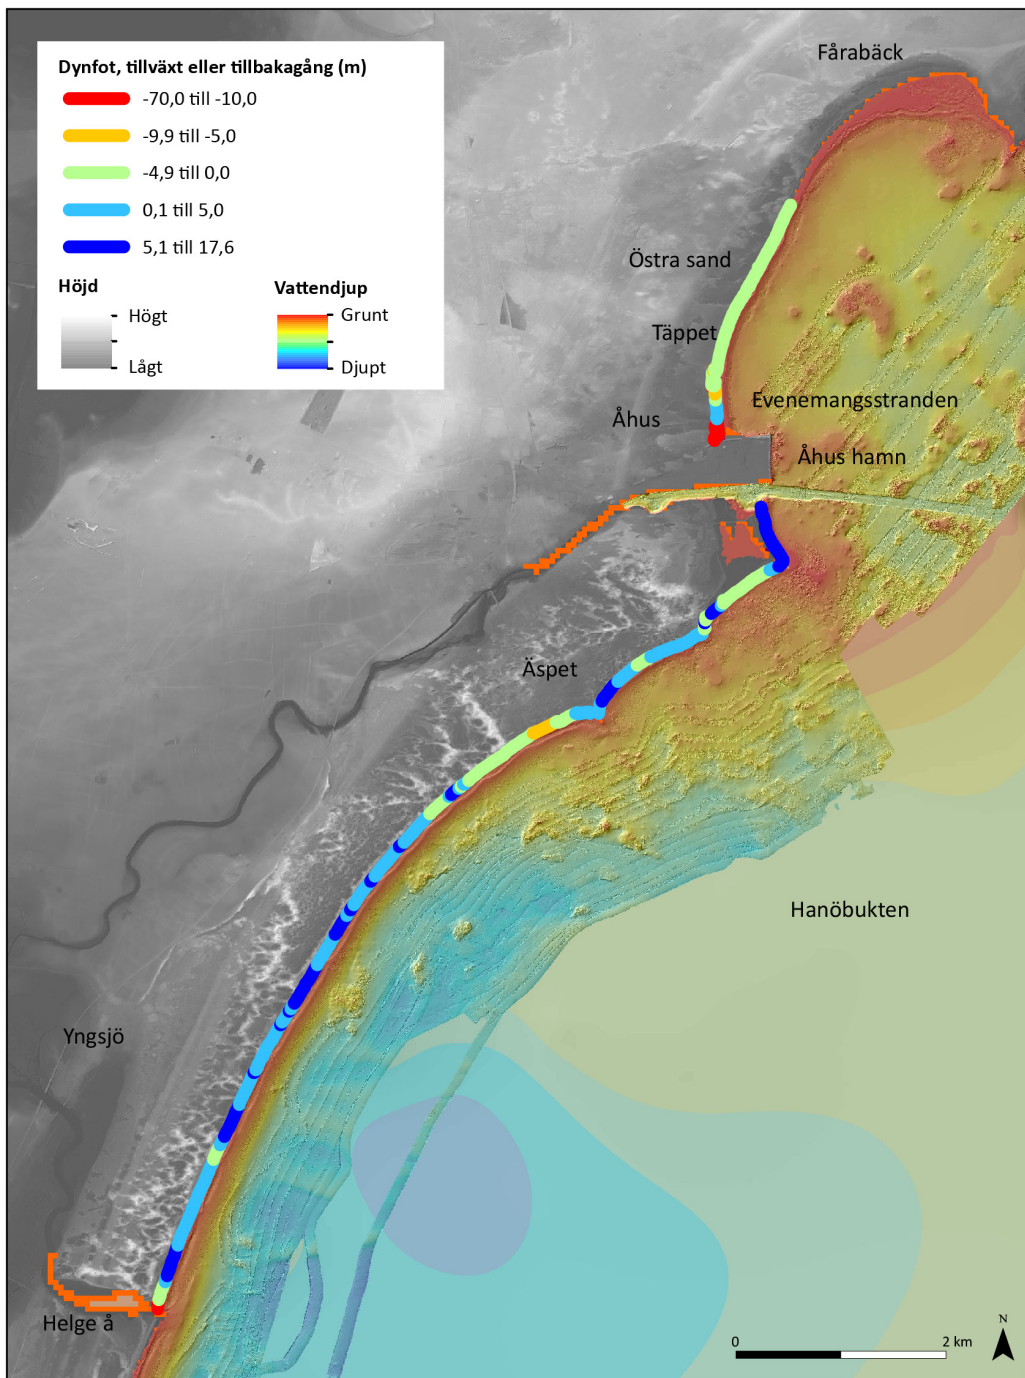 Dynfot, tillväxt eller tillbakagång (m)
-70,0 till -10,0
-9,9 till -5,0
-4,9 till 0,0
0,1 till 5,0
5,1 till 17,6
Höjd
Högt
Lågt
Vattendjup
Grunt
Djupt
Fårabäck
Östra sand
Täppet
Evenemangsstranden
Åhus
Åhus hamn
Äspet
Hanöbukten
Yngsjö
Helge å
N
0 2 km